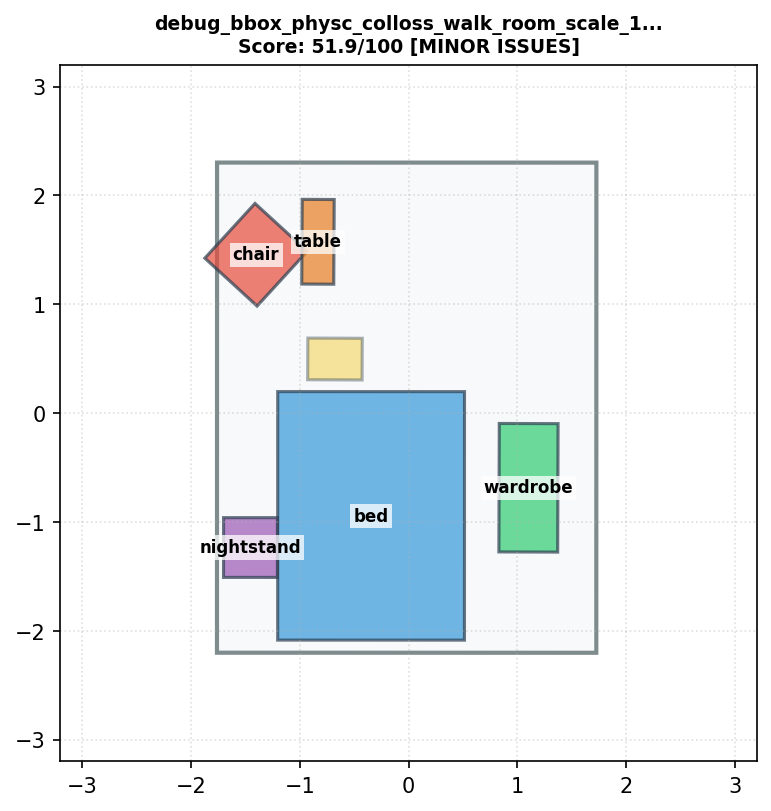 debug_bbox_physc_colloss_walk_room_scale_1...
Score: 51.9/100 [MINOR ISSUES]
3
2
1
0
−1
−2
−3
chair
table
bed
wardrobe
nightstand
−3
−2
−1
0
1
2
3